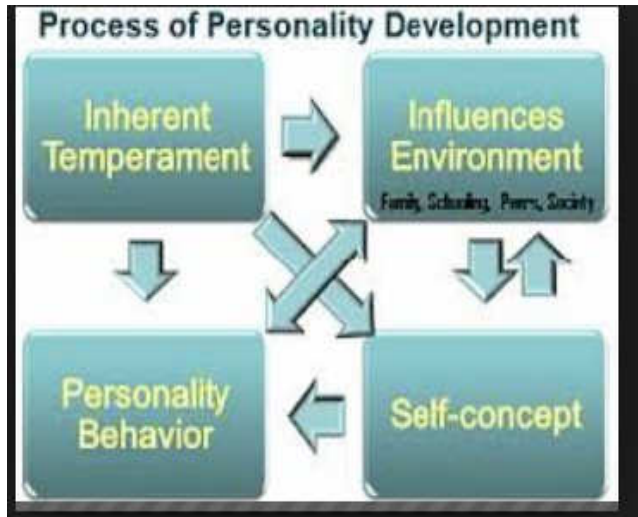 Process of Personality Development
Inherent
Temperament
Influences
Environment
Family, Schooling, Peers, Society
Personality
Behavior
Self-concept